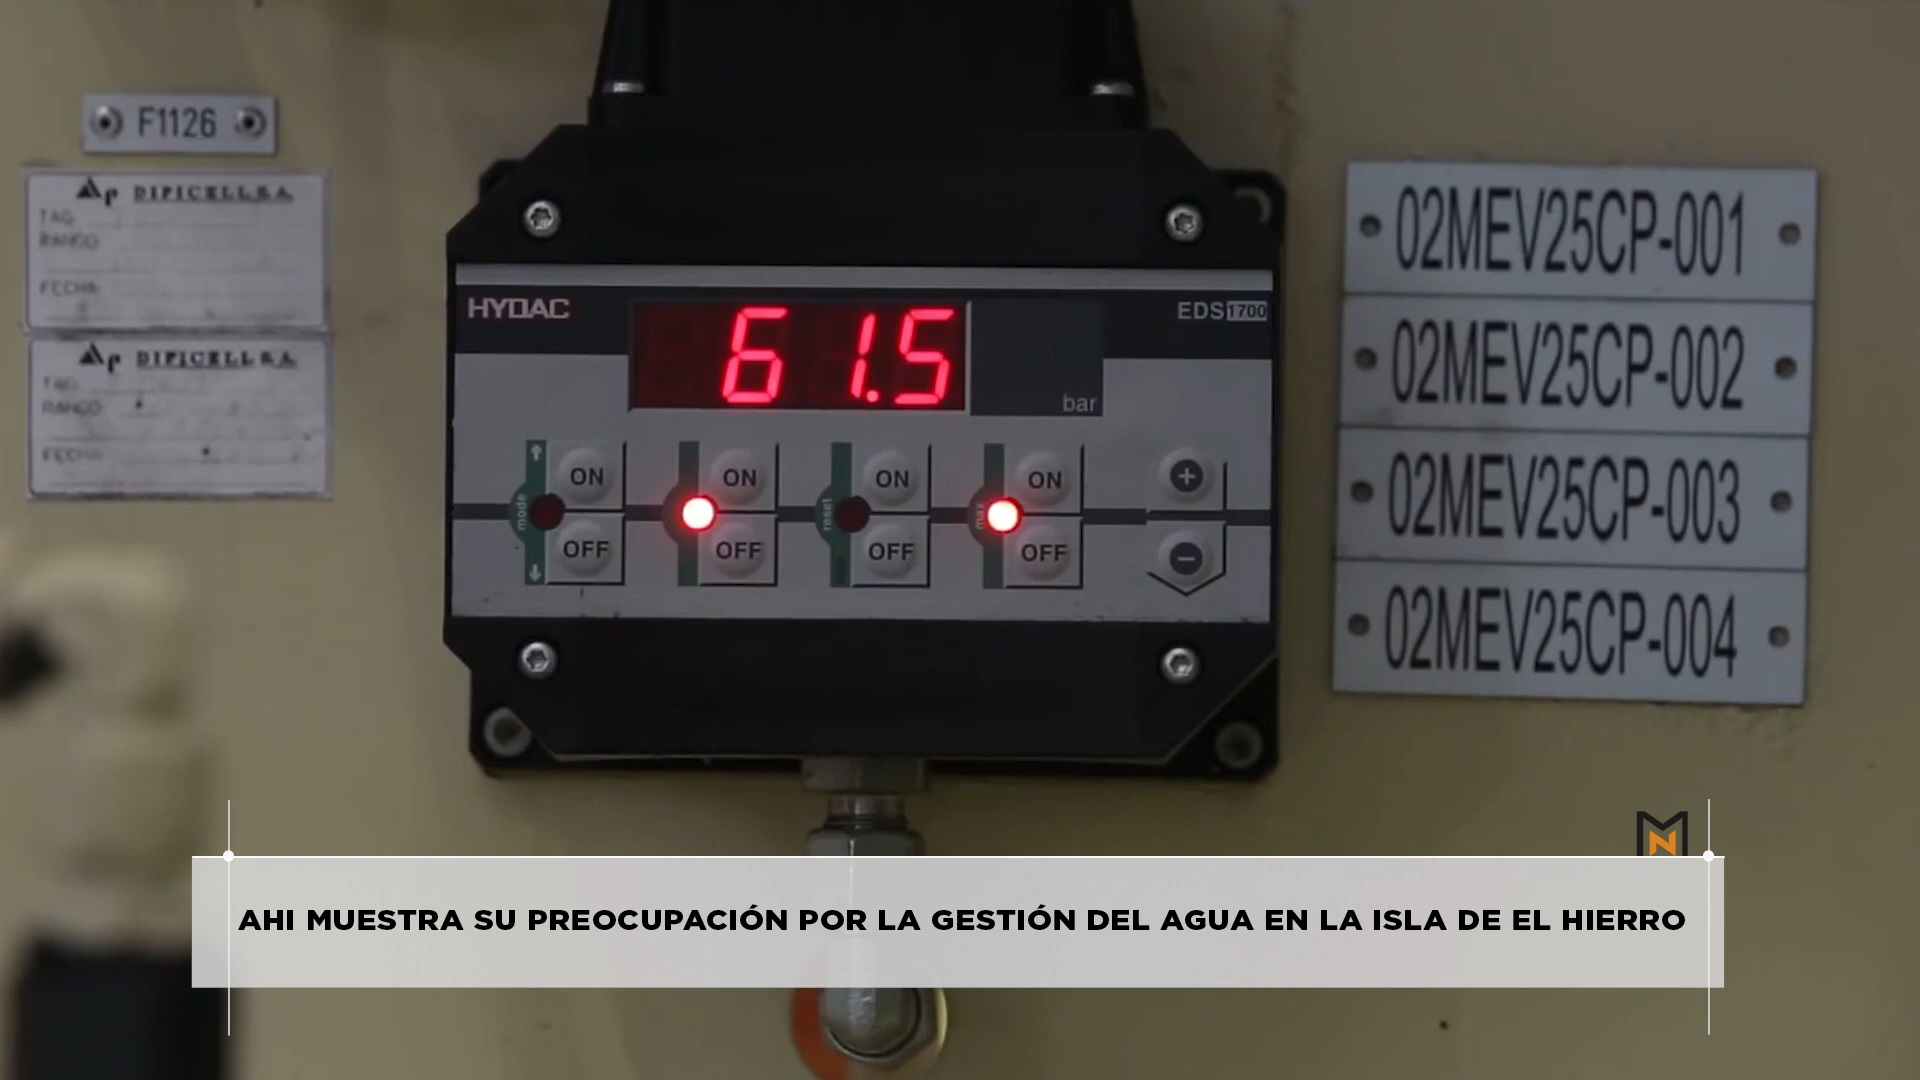 F1126
DIPICELL S.A.
TAG
RANGO
FECHA
DIPICELL S.A.
TAG
RANGO
FECHA
HYDAC
61.5
bar
EDS1700
mode
ON
OFF
ON
OFF
reset
ON
OFF
max
ON
OFF
+
−
02MEV25CP-001
02MEV25CP-002
02MEV25CP-003
02MEV25CP-004
AHI MUESTRA SU PREOCUPACIÓN POR LA GESTIÓN DEL AGUA EN LA ISLA DE EL HIERRO